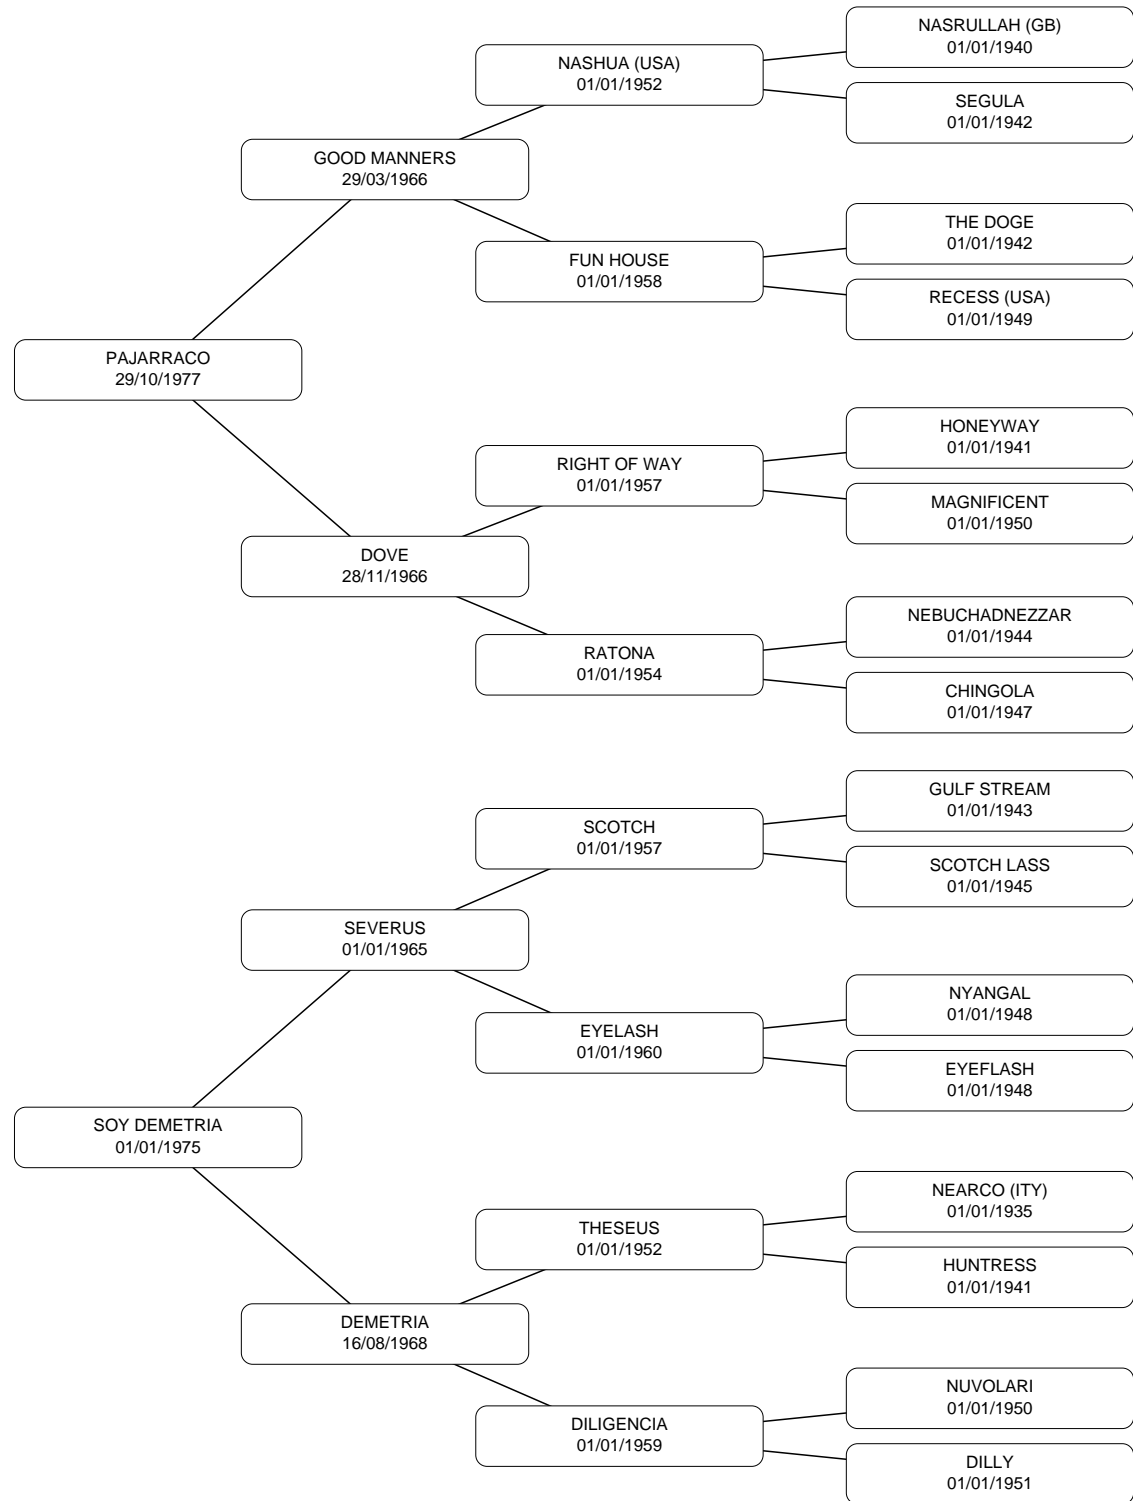 NASRULLAH (GB)
01/01/1940
NASHUA (USA)
01/01/1952
SEGULA
01/01/1942
GOOD MANNERS
29/03/1966
THE DOGE
01/01/1942
FUN HOUSE
01/01/1958
RECESS (USA)
01/01/1949
PAJARRACO
29/10/1977
HONEYWAY
01/01/1941
RIGHT OF WAY
01/01/1957
MAGNIFICENT
01/01/1950
DOVE
28/11/1966
NEBUCHADNEZZAR
01/01/1944
RATONA
01/01/1954
CHINGOLA
01/01/1947
GULF STREAM
01/01/1943
SCOTCH
01/01/1957
SCOTCH LASS
01/01/1945
SEVERUS
01/01/1965
NYANGAL
01/01/1948
EYELASH
01/01/1960
EYEFLASH
01/01/1948
SOY DEMETRIA
01/01/1975
NEARCO (ITY)
01/01/1935
THESEUS
01/01/1952
HUNTRESS
01/01/1941
DEMETRIA
16/08/1968
NUVOLARI
01/01/1950
DILIGENCIA
01/01/1959
DILLY
01/01/1951